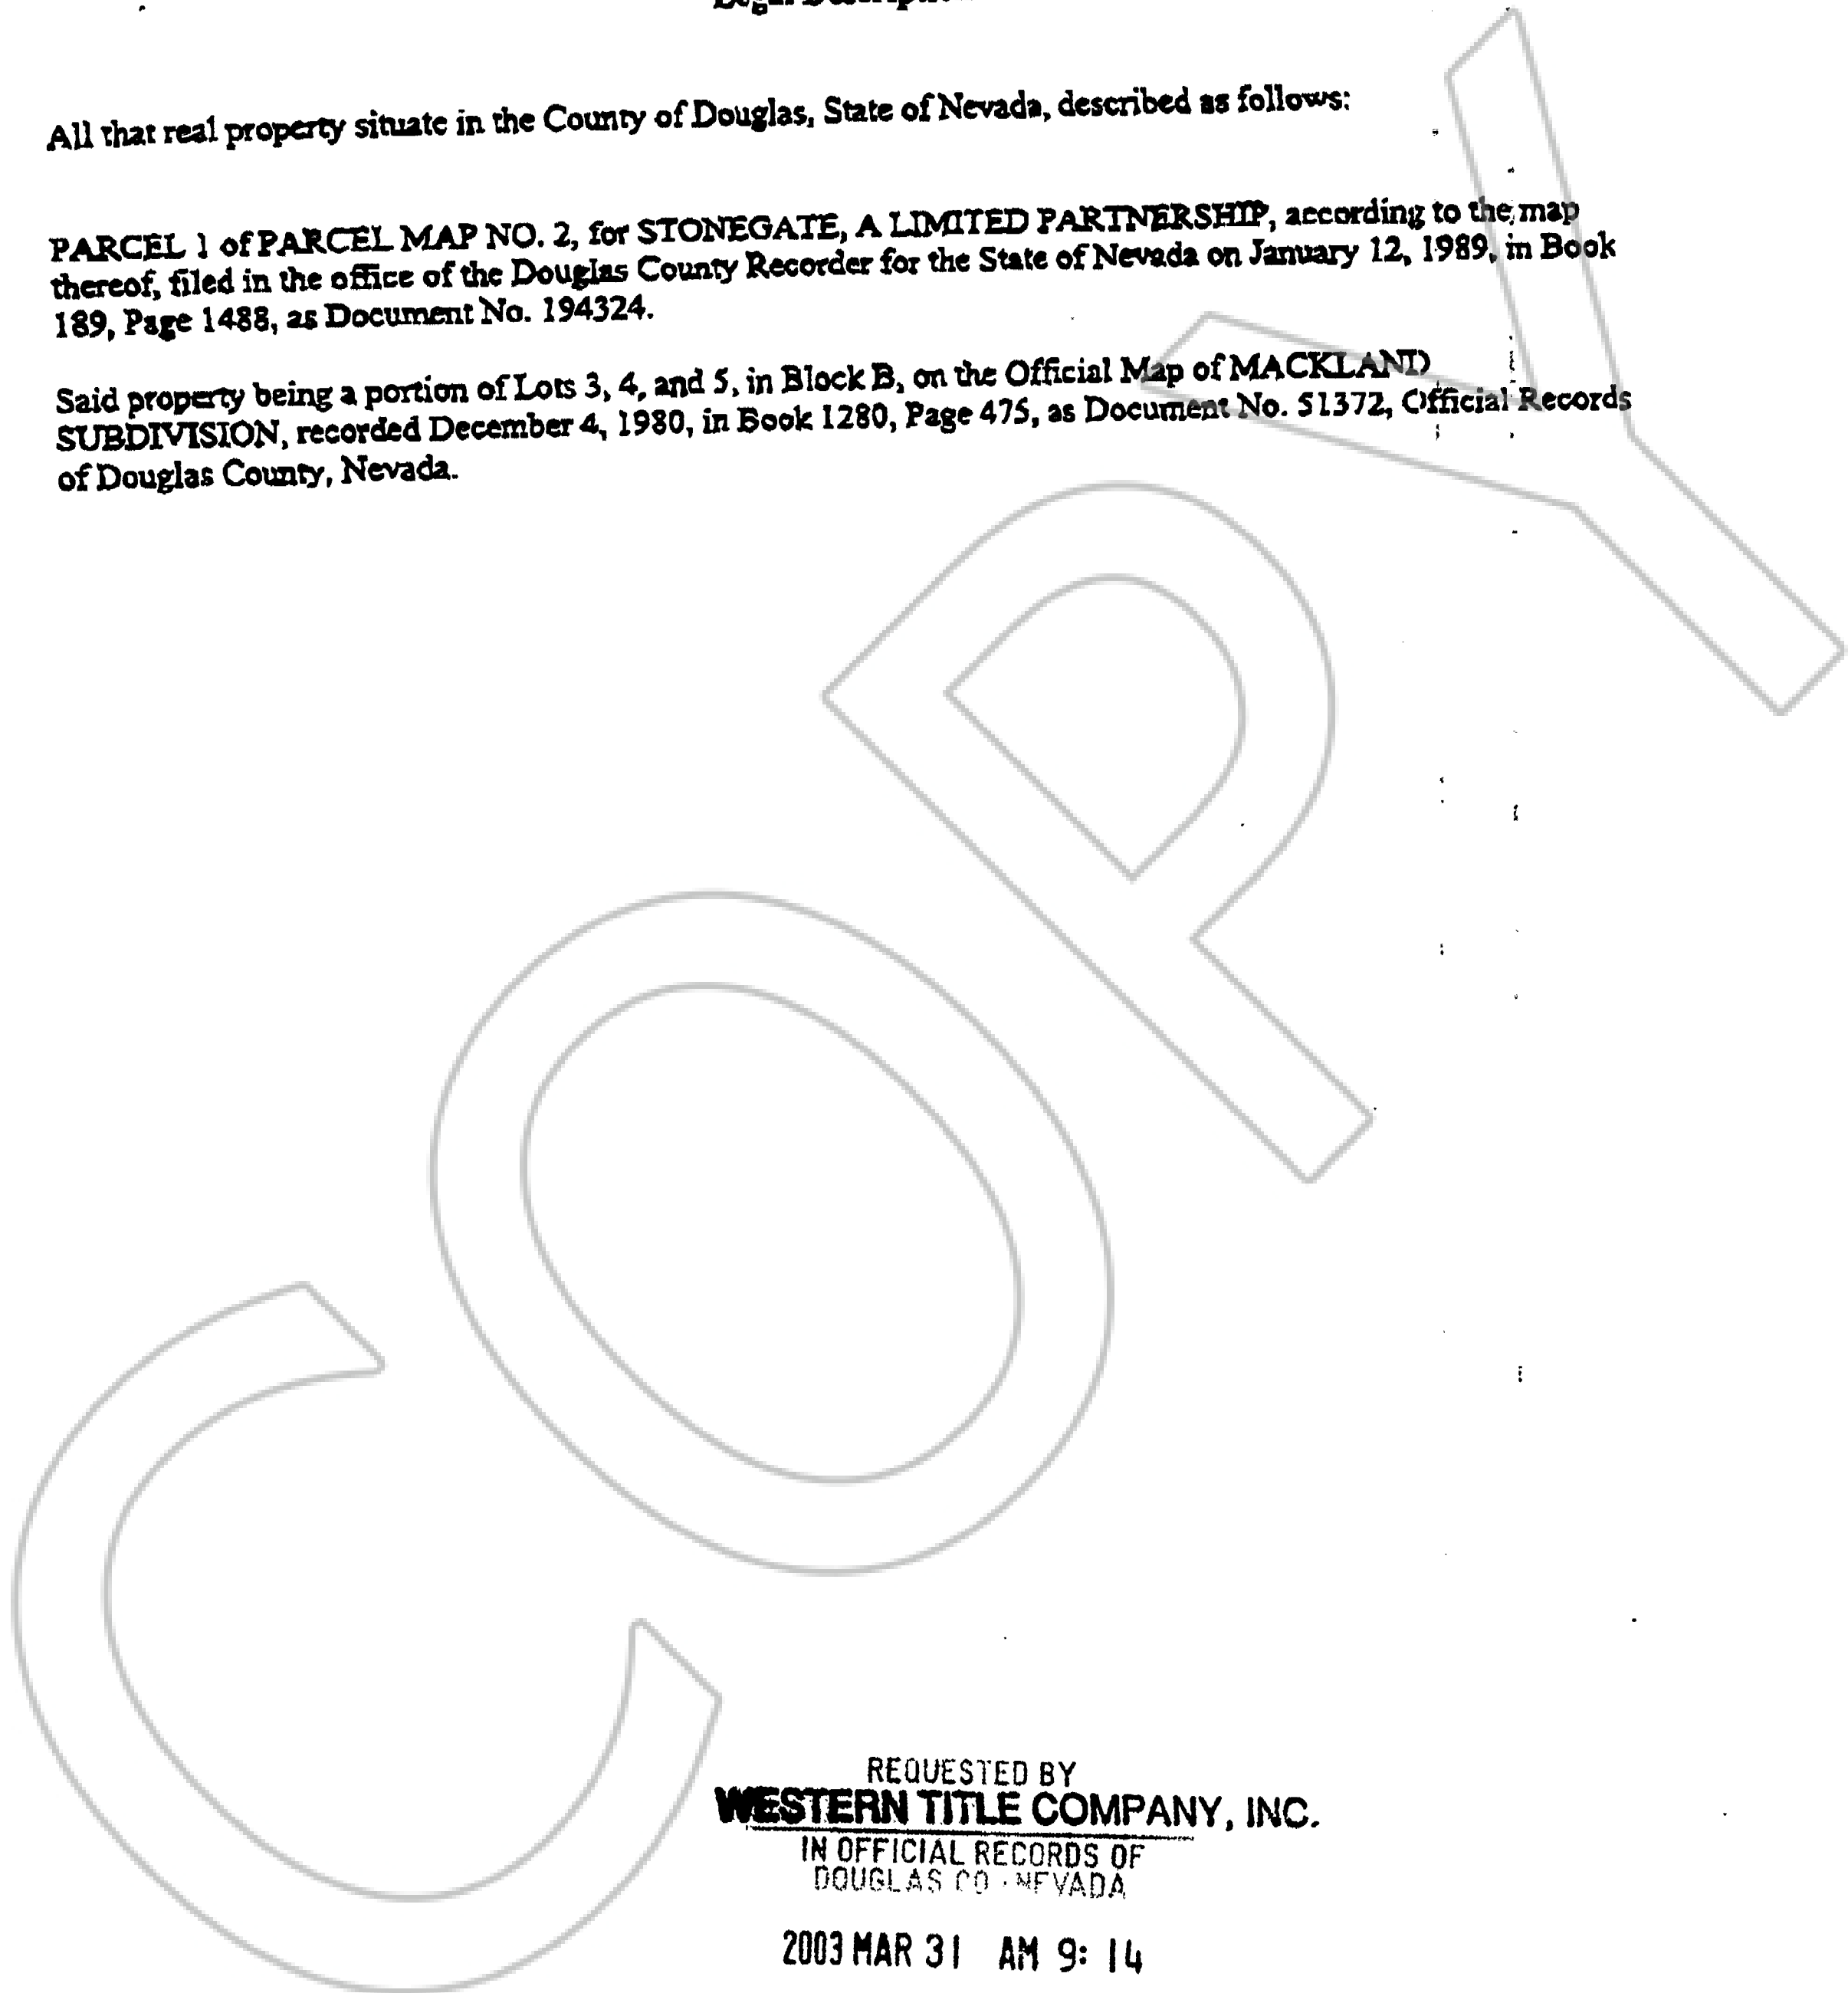 All that real property situate in the County of Douglas, State of Nevada, described as follows:
PARCEL 1 of PARCEL MAP NO. 2, for STONEGATE, A LIMITED PARTNERSHIP, according to the map
thereof, filed in the office of the Douglas County Recorder for the State of Nevada on January 12, 1989, in Book
189, Page 1488, as Document No. 194324.
Said property being a portion of Lots 3, 4, and 5, in Block B, on the Official Map of MACKLAND
SUBDIVISION, recorded December 4, 1980, in Book 1280, Page 475, as Document No. 51372, Official Records
of Douglas County, Nevada.
COPY
REQUESTED BY
WESTERN TITLE COMPANY, INC.
IN OFFICIAL RECORDS OF
DOUGLAS CO. NEVADA
2003 MAR 31 AM 9: 14